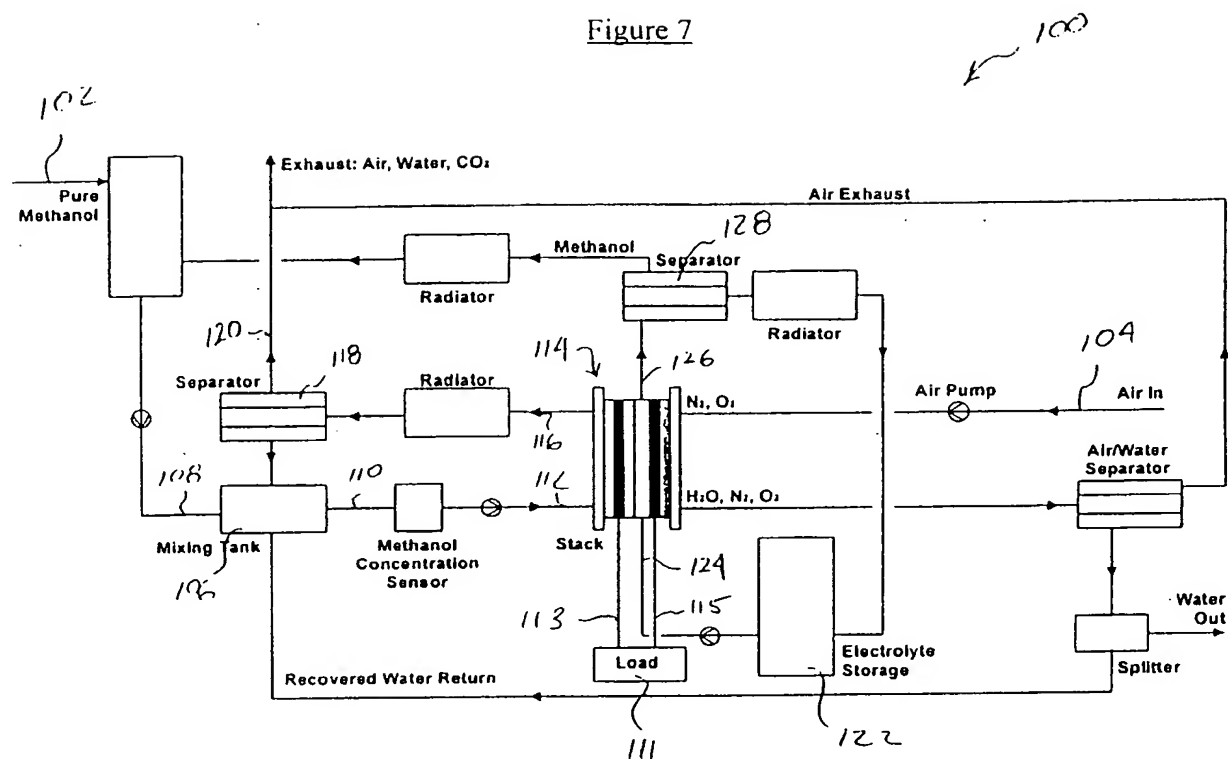 Figure 7
100
102
Pure
Methanol
Exhaust: Air, Water, CO₂
Air Exhaust
Methanol
128
Separator
Radiator
Radiator
120
118
Separator
Radiator
114
126
N₂, O₂
Air Pump
104
Air In
116
Air/Water
Separator
108
110
112
H₂O, N₂, O₂
Mixing Tank
106
Methanol
Concentration
Sensor
Stack
124
113
115
Load
Electrolyte
Storage
Water
Out
Splitter
Recovered Water Return
111
122